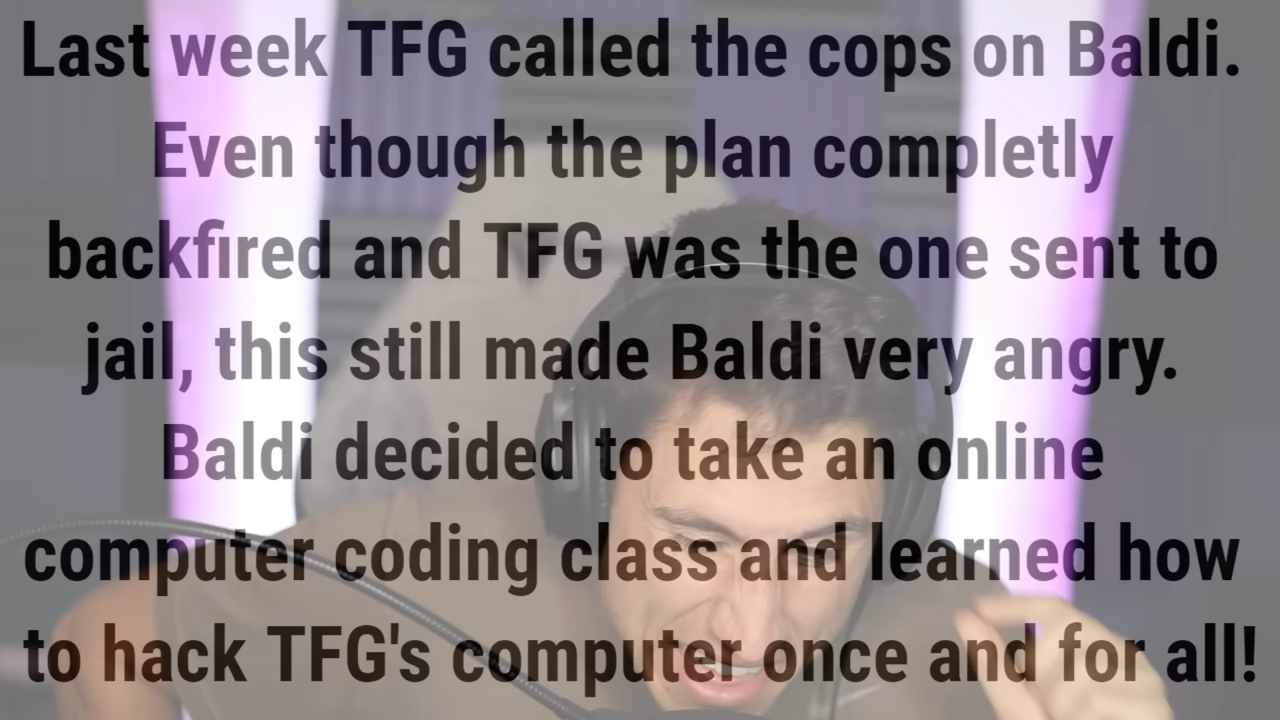 Last week TFG called the cops on Baldi.
Even though the plan completly
backfired and TFG was the one sent to
jail, this still made Baldi very angry.
Baldi decided to take an online
computer coding class and learned how
to hack TFG's computer once and for all!